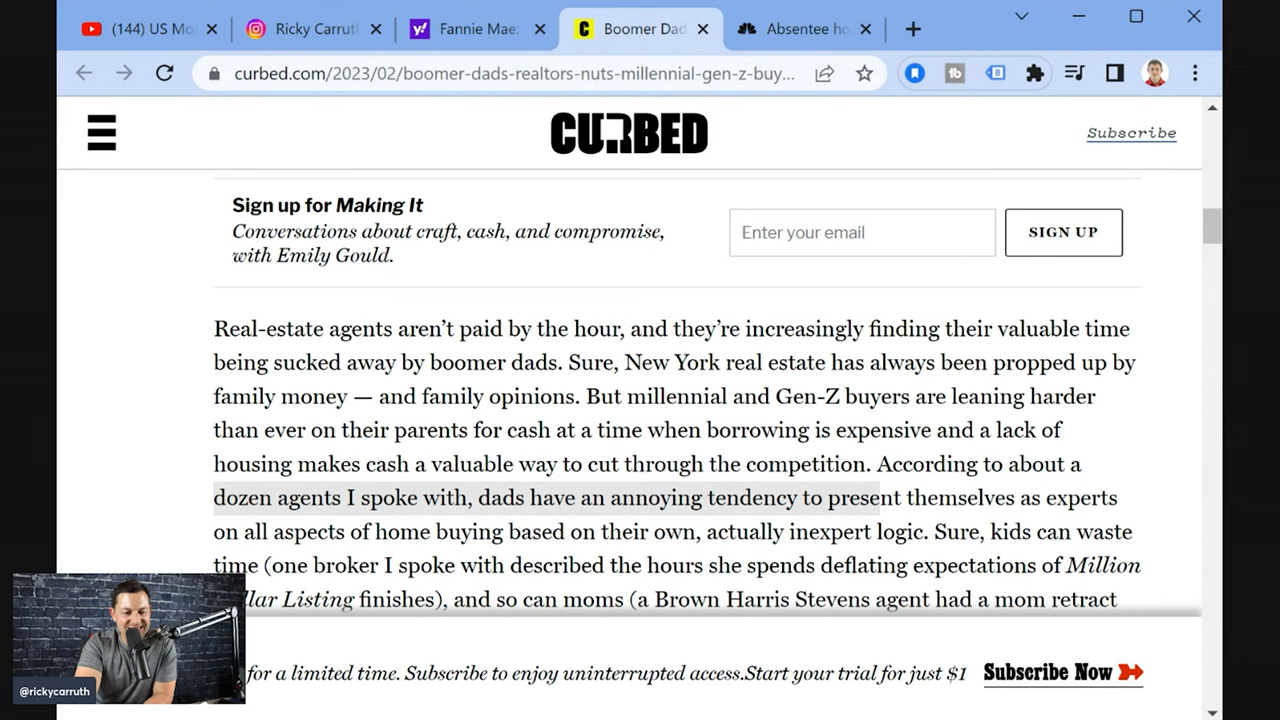 (144) US Mo
Ricky Carrut
Fannie Mae:
Boomer Dad
Absentee ho
curbed.com/2023/02/boomer-dads-realtors-nuts-millennial-gen-z-buy...
CURBED
Subscribe
Sign up for Making It
Conversations about craft, cash, and compromise,
with Emily Gould.
Enter your email
SIGN UP
Real-estate agents aren't paid by the hour, and they're increasingly finding their valuable time
being sucked away by boomer dads. Sure, New York real estate has always been propped up by
family money — and family opinions. But millennial and Gen-Z buyers are leaning harder
than ever on their parents for cash at a time when borrowing is expensive and a lack of
housing makes cash a valuable way to cut through the competition. According to about a
dozen agents I spoke with, dads have an annoying tendency to present themselves as experts
on all aspects of home buying based on their own, actually inexpert logic. Sure, kids can waste
time (one broker I spoke with described the hours she spends deflating expectations of Million
llar Listing finishes), and so can moms (a Brown Harris Stevens agent had a mom retract
for a limited time. Subscribe to enjoy uninterrupted access.Start your trial for just $1
Subscribe Now
@rickycarruth